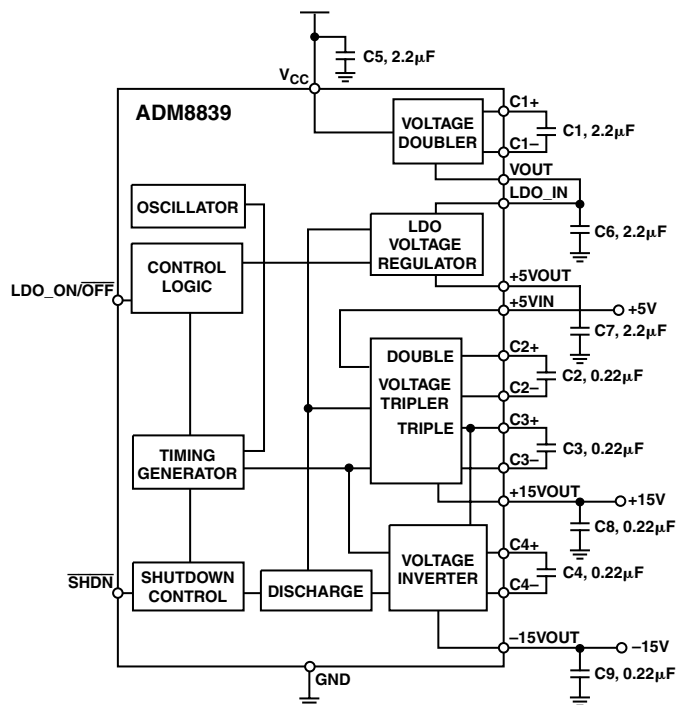 C5, 2.2µF
VCC
ADM8839
VOLTAGE
DOUBLER
C1+
C1–
C1, 2.2µF
VOUT
LDO_IN
OSCILLATOR
LDO
VOLTAGE
REGULATOR
C6, 2.2µF
CONTROL
LOGIC
LDO_ON/OFF
+5VOUT
+5VIN
+5V
C7, 2.2µF
DOUBLE
VOLTAGE
TRIPLER
TRIPLE
C2+
C2–
C2, 0.22µF
C3+
C3–
C3, 0.22µF
TIMING
GENERATOR
+15VOUT
+15V
C8, 0.22µF
VOLTAGE
INVERTER
C4+
C4–
C4, 0.22µF
SHDN
SHUTDOWN
CONTROL
DISCHARGE
–15VOUT
–15V
C9, 0.22µF
GND